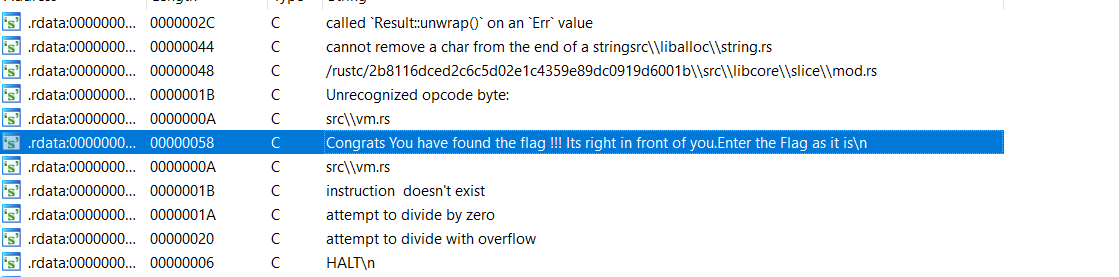 .rdata:0000000... 0000002C C called `Result::unwrap()` on an `Err` value
.rdata:0000000... 00000044 C cannot remove a char from the end of a stringsrc\\liballoc\\string.rs
.rdata:0000000... 00000048 C /rustc/2b8116dced2c6c5d02e1c4359e89dc0919d6001b\\src\\libcore\\slice\\mod.rs
.rdata:0000000... 0000001B C Unrecognized opcode byte:
.rdata:0000000... 0000000A C src\\vm.rs
.rdata:0000000... 00000058 C Congrats You have found the flag !!! Its right in front of you.Enter the Flag as it is\n
.rdata:0000000... 0000000A C src\\vm.rs
.rdata:0000000... 0000001B C instruction  doesn't exist
.rdata:0000000... 0000001A C attempt to divide by zero
.rdata:0000000... 00000020 C attempt to divide with overflow
.rdata:0000000... 00000006 C HALT\n